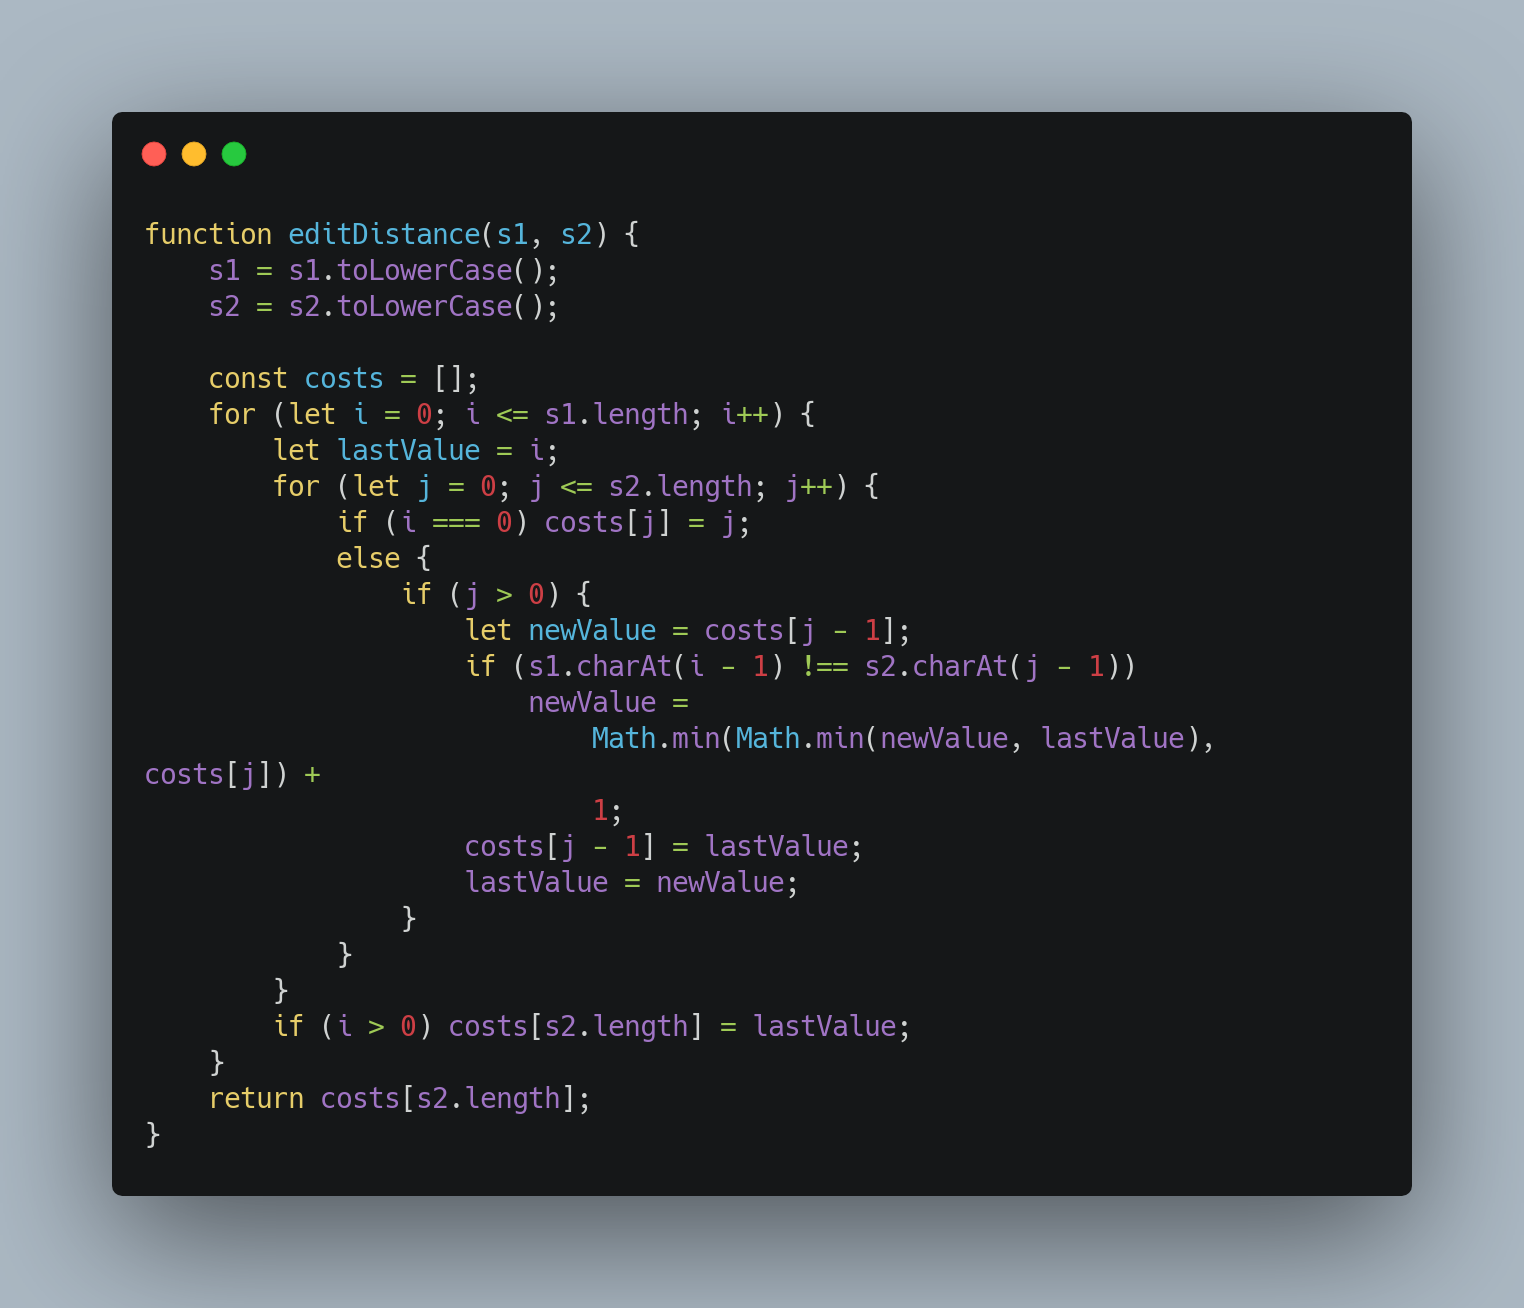 function editDistance(s1, s2) {
    s1 = s1.toLowerCase();
    s2 = s2.toLowerCase();

    const costs = [];
    for (let i = 0; i <= s1.length; i++) {
        let lastValue = i;
        for (let j = 0; j <= s2.length; j++) {
            if (i === 0) costs[j] = j;
            else {
                if (j > 0) {
                    let newValue = costs[j - 1];
                    if (s1.charAt(i - 1) !== s2.charAt(j - 1))
                        newValue =
                            Math.min(Math.min(newValue, lastValue),
costs[j]) +
                            1;
                    costs[j - 1] = lastValue;
                    lastValue = newValue;
                }
            }
        }
        if (i > 0) costs[s2.length] = lastValue;
    }
    return costs[s2.length];
}